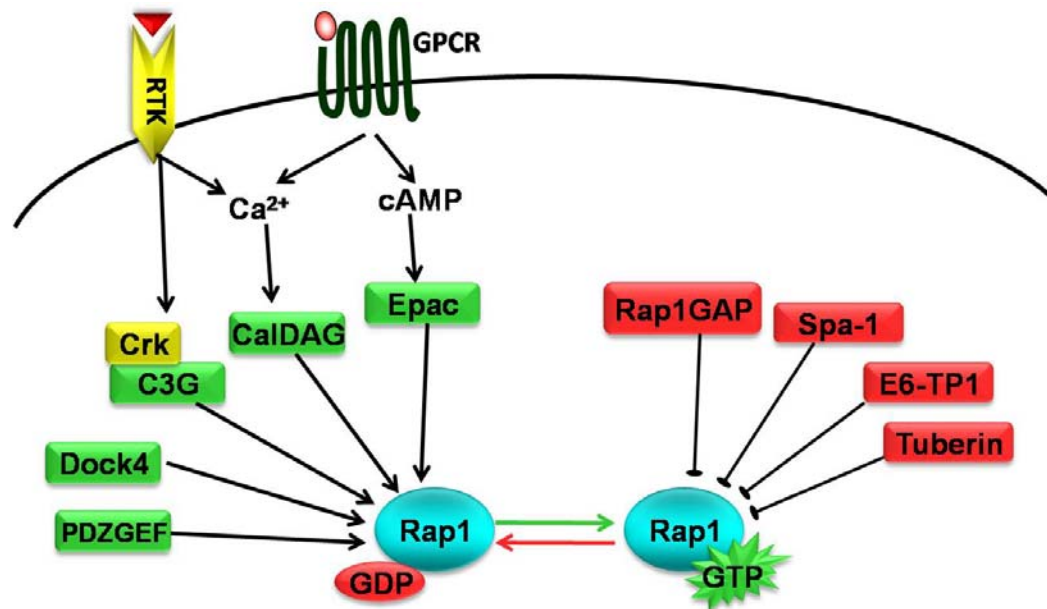 GPCR
RTK
Ca²⁺
cAMP
Epac
Rap1GAP
Spa-1
CalDAG
Crk
C3G
E6-TP1
Tuberin
Dock4
PDZGEF
Rap1
Rap1
GDP
GTP